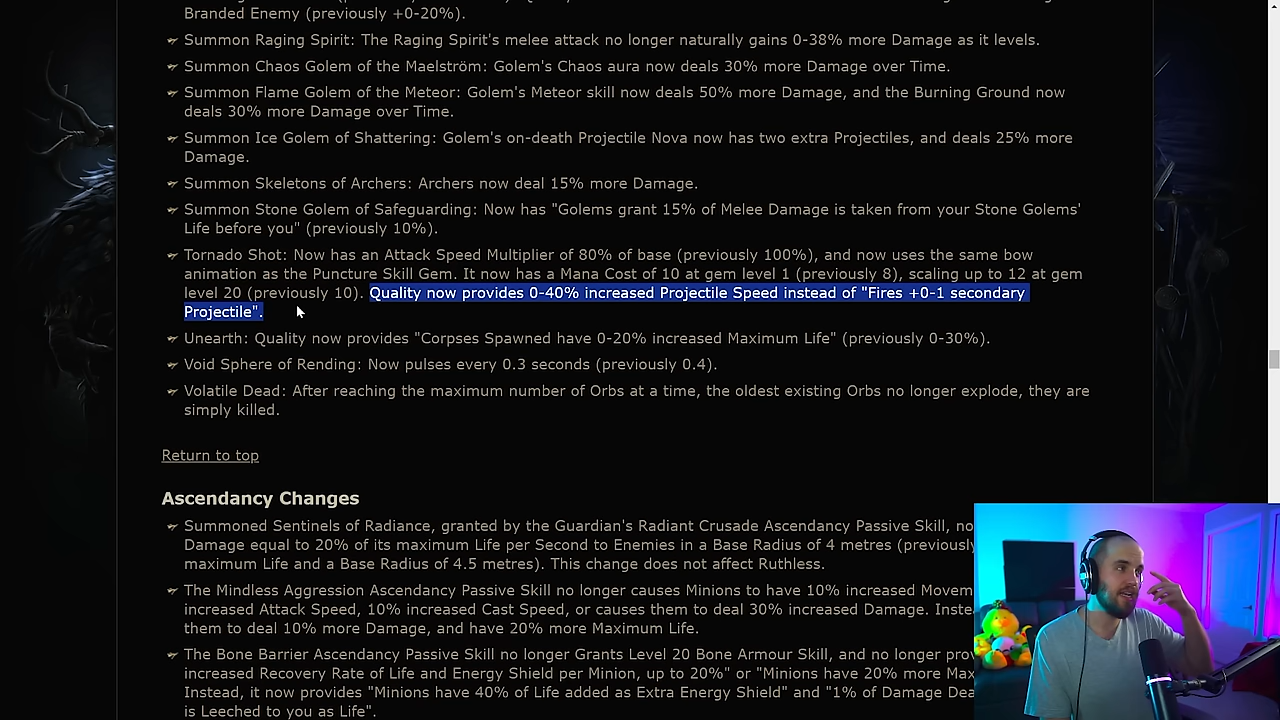 Branded Enemy (previously +0-20%).
Summon Raging Spirit: The Raging Spirit's melee attack no longer naturally gains 0-38% more Damage as it levels.
Summon Chaos Golem of the Maelström: Golem's Chaos aura now deals 30% more Damage over Time.
Summon Flame Golem of the Meteor: Golem's Meteor skill now deals 50% more Damage, and the Burning Ground now
deals 30% more Damage over Time.
Summon Ice Golem of Shattering: Golem's on-death Projectile Nova now has two extra Projectiles, and deals 25% more
Damage.
Summon Skeletons of Archers: Archers now deal 15% more Damage.
Summon Stone Golem of Safeguarding: Now has "Golems grant 15% of Melee Damage is taken from your Stone Golems'
Life before you" (previously 10%).
Tornado Shot: Now has an Attack Speed Multiplier of 80% of base (previously 100%), and now uses the same bow
animation as the Puncture Skill Gem. It now has a Mana Cost of 10 at gem level 1 (previously 8), scaling up to 12 at gem
level 20 (previously 10). Quality now provides 0-40% increased Projectile Speed instead of "Fires +0-1 secondary
Projectile".
Unearth: Quality now provides "Corpses Spawned have 0-20% increased Maximum Life" (previously 0-30%).
Void Sphere of Rending: Now pulses every 0.3 seconds (previously 0.4).
Volatile Dead: After reaching the maximum number of Orbs at a time, the oldest existing Orbs no longer explode, they are
simply killed.
Return to top
Ascendancy Changes
Summoned Sentinels of Radiance, granted by the Guardian's Radiant Crusade Ascendancy Passive Skill, no
Damage equal to 20% of its maximum Life per Second to Enemies in a Base Radius of 4 metres (previously
maximum Life and a Base Radius of 4.5 metres). This change does not affect Ruthless.
The Mindless Aggression Ascendancy Passive Skill no longer causes Minions to have 10% increased Movem
increased Attack Speed, 10% increased Cast Speed, or causes them to deal 30% increased Damage. Inste
them to deal 10% more Damage, and have 20% more Maximum Life.
The Bone Barrier Ascendancy Passive Skill no longer Grants Level 20 Bone Armour Skill, and no longer pro
increased Recovery Rate of Life and Energy Shield per Minion, up to 20%" or "Minions have 20% more Max
Instead, it now provides "Minions have 40% of Life added as Extra Energy Shield" and "1% of Damage Dea
is Leeched to you as Life".